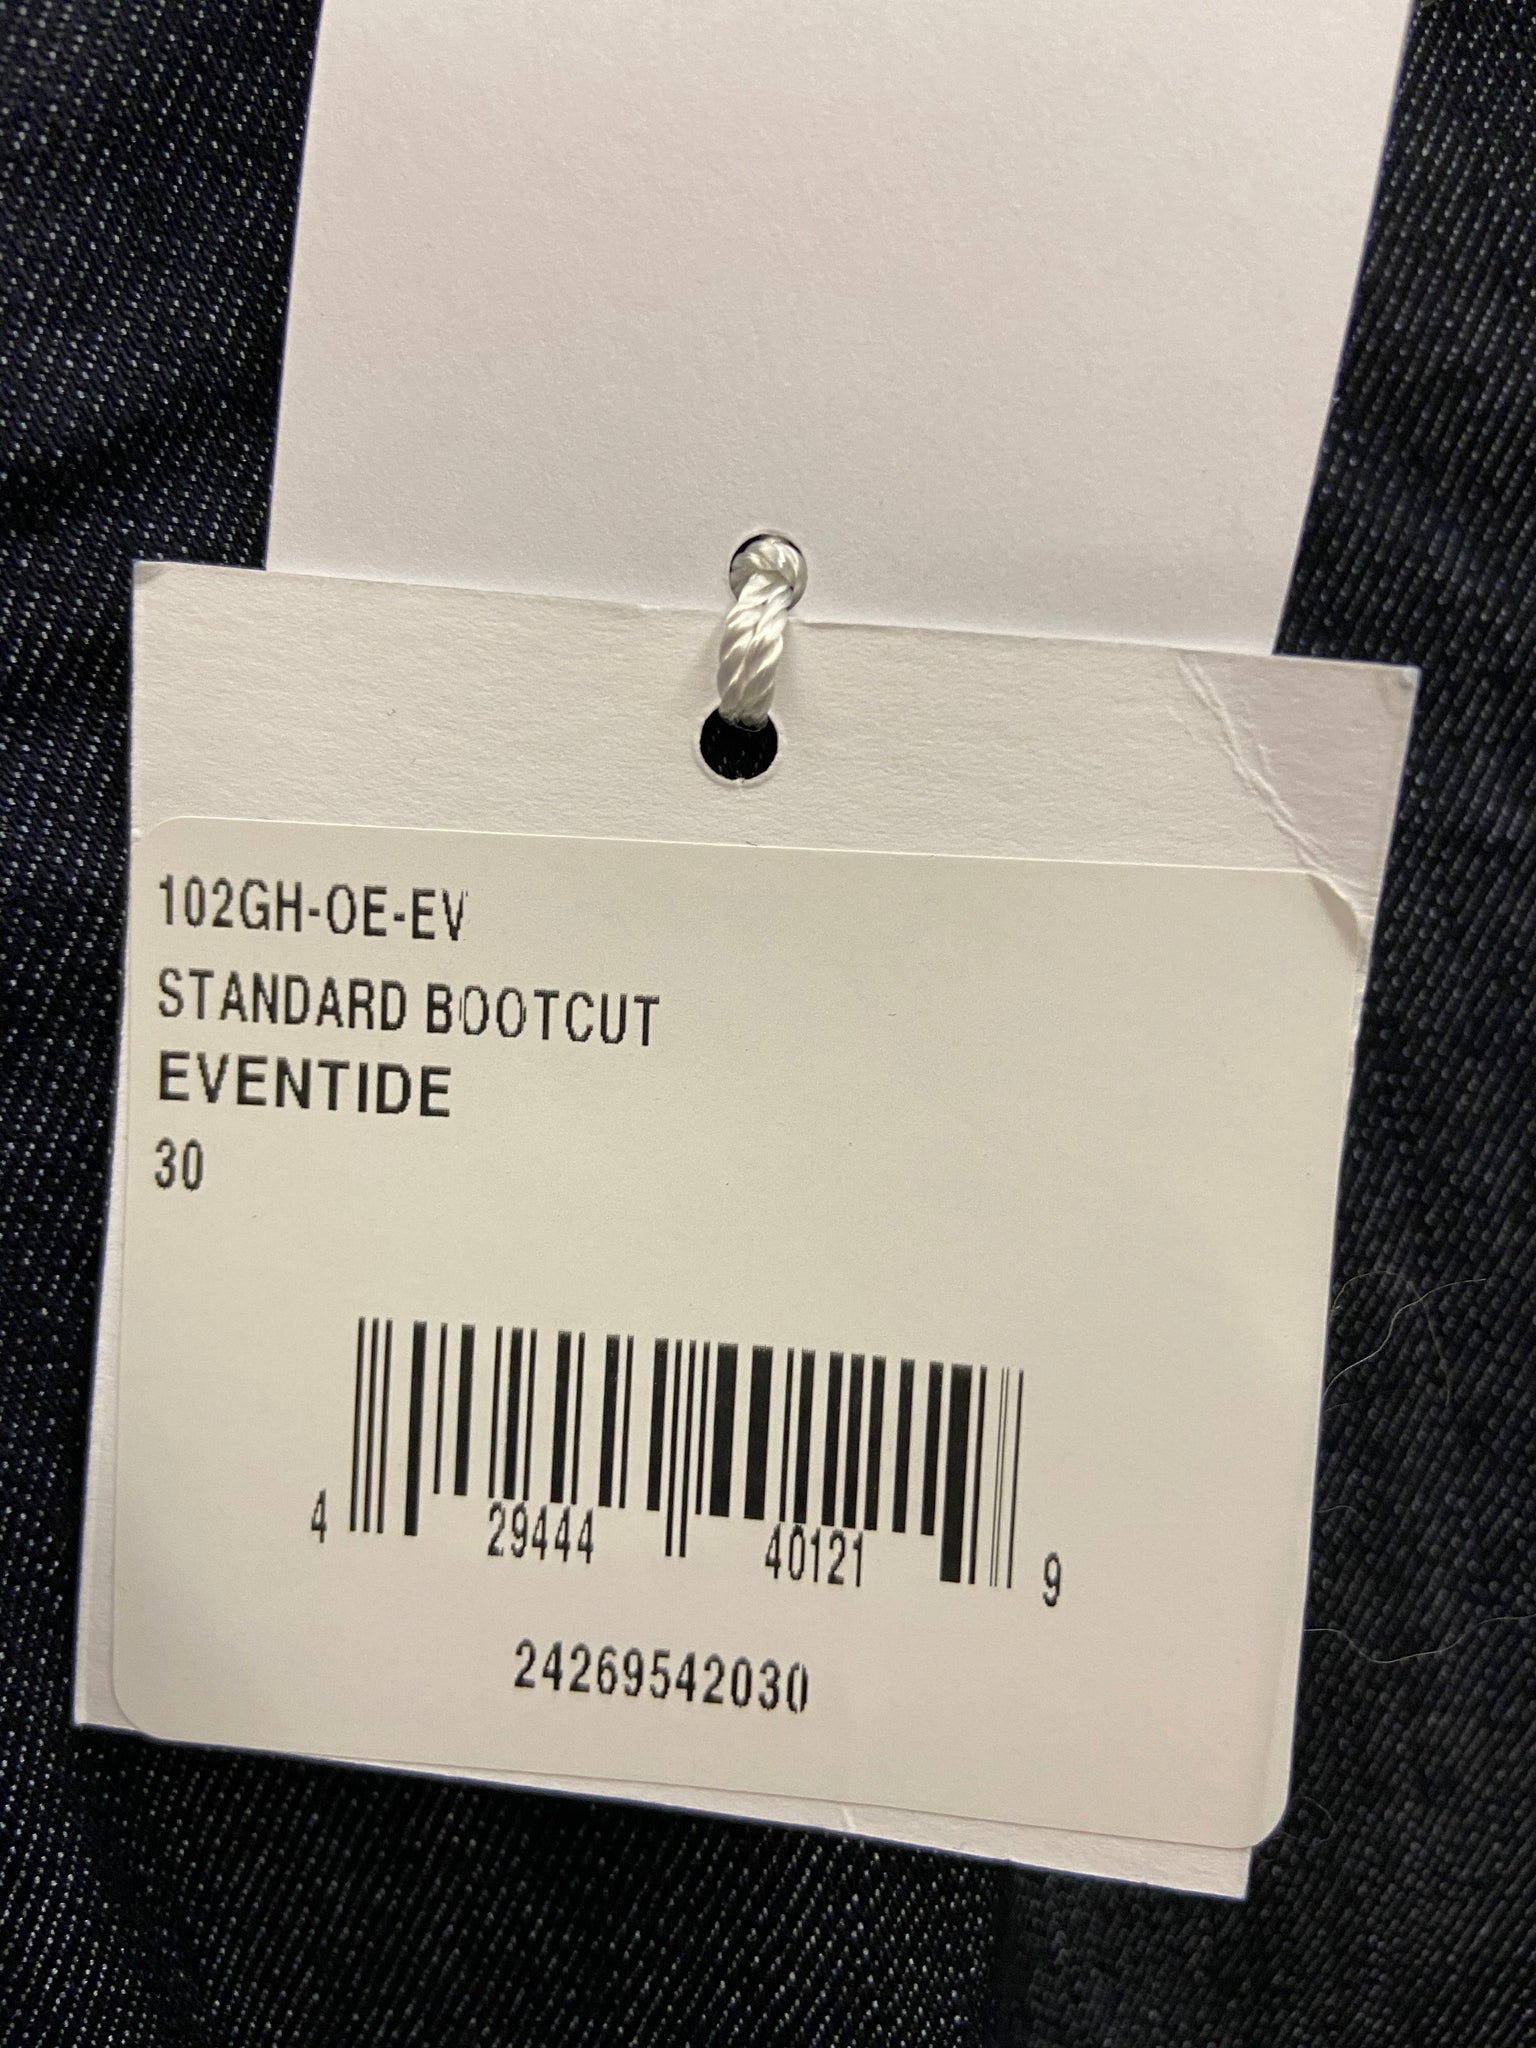 102GH-OE-EV
STANDARD BOOTCUT
EVENTIDE
30
4 29444 40121 9
24269542030